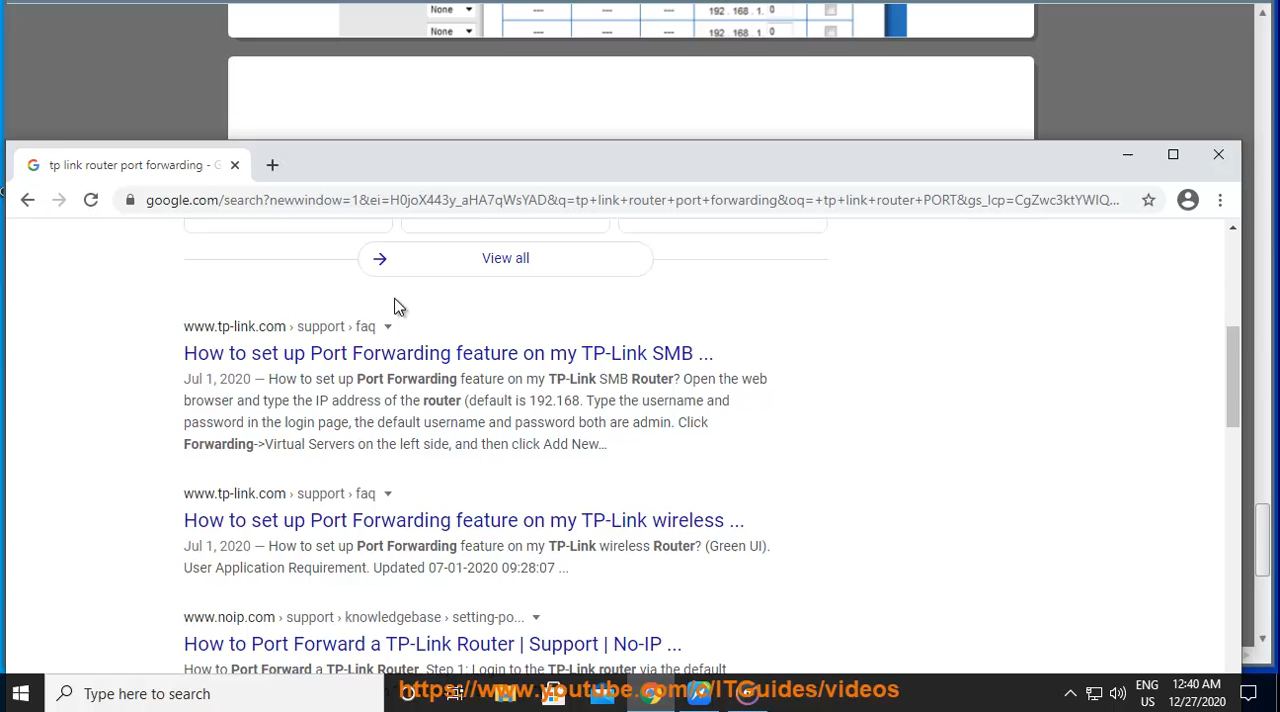 None --- --- --- 192 . 168 . 1. 0
None --- --- --- 192 . 168 . 1. 0
tp link router port forwarding - G
google.com/search?newwindow=1&ei=H0joX443y_aHA7qWsYAD&q=tp+link+router+port+forwarding&oq=+tp+link+router+PORT&gs_lcp=CgZwc3ktYWIQ...
View all
www.tp-link.com › support › faq
How to set up Port Forwarding feature on my TP-Link SMB ...
Jul 1, 2020 — How to set up Port Forwarding feature on my TP-Link SMB Router? Open the web
browser and type the IP address of the router (default is 192.168. Type the username and
password in the login page, the default username and password both are admin. Click
Forwarding->Virtual Servers on the left side, and then click Add New...
www.tp-link.com › support › faq
How to set up Port Forwarding feature on my TP-Link wireless ...
Jul 1, 2020 — How to set up Port Forwarding feature on my TP-Link wireless Router? (Green UI).
User Application Requirement. Updated 07-01-2020 09:28:07 ...
www.noip.com › support › knowledgebase › setting-po...
How to Port Forward a TP-Link Router | Support | No-IP ...
How to Port Forward a TP-Link Router. Step 1: Login to the TP-Link router via the default
Type here to search
https://www.youtube.com/c/ITGuides/videos
ENG
US
12:40 AM
12/27/2020